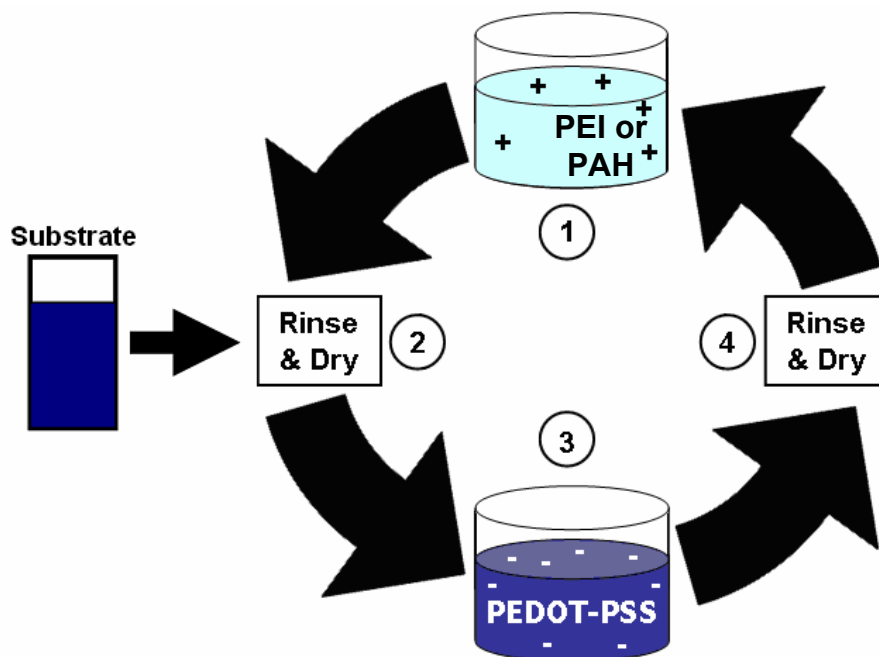 PEI or
PAH
+
+
+
+
+
1
Substrate
Rinse
& Dry
2
4
Rinse
& Dry
3
-
-
-
-
-
-
PEDOT-PSS
-
-